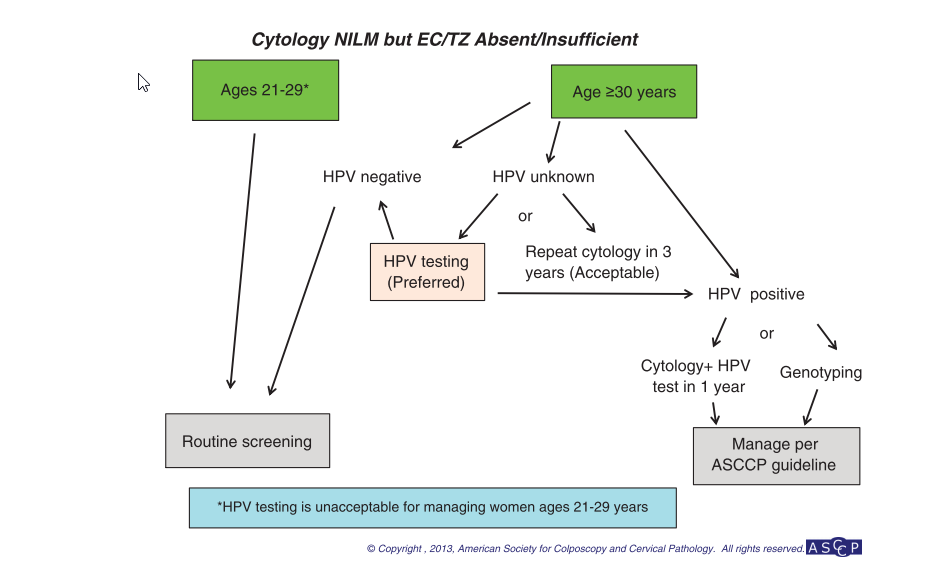 Cytology NILM but EC/TZ Absent/Insufficient
Ages 21-29*
Age ≥30 years
HPV negative
HPV unknown
or
HPV testing
(Preferred)
Repeat cytology in 3
years (Acceptable)
HPV positive
or
Cytology+ HPV
test in 1 year
Genotyping
Routine screening
Manage per
ASCCP guideline
*HPV testing is unacceptable for managing women ages 21-29 years
© Copyright , 2013, American Society for Colposcopy and Cervical Pathology. All rights reserved.
ASCCP